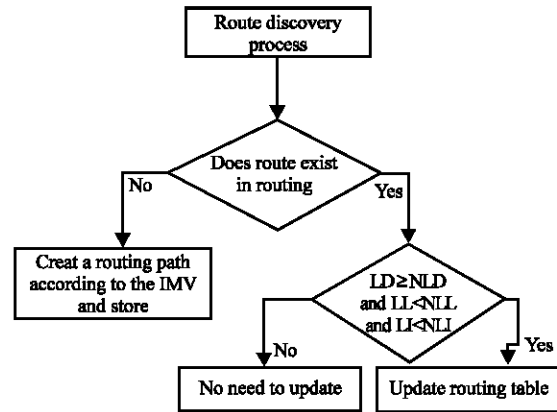 Route discovery
process
Does route exist
in routing
No
Yes
Creat a routing path
according to the IMV
and store
LD≥NLD
and LL<NLL
and LI<NLI
No
Yes
No need to update
Update routing table